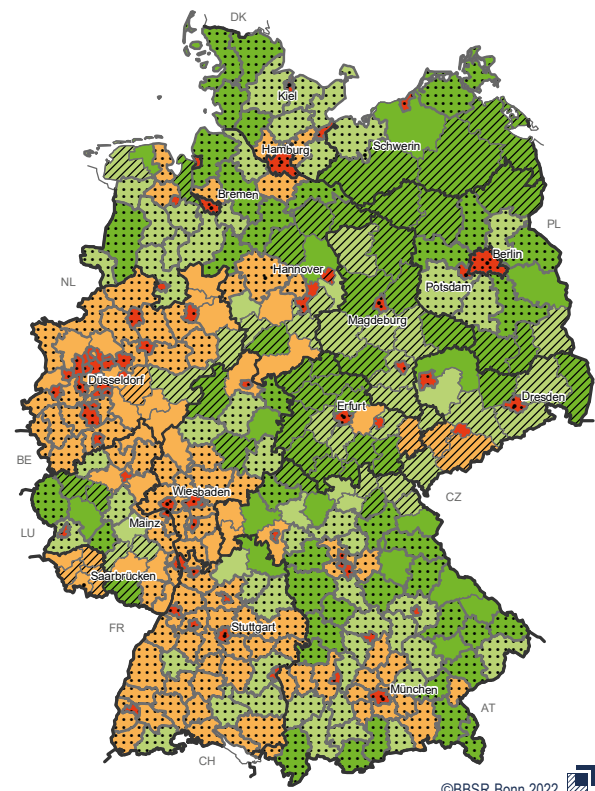 DK
Kiel
Hamburg
Schwerin
Bremen
PL
Berlin
Hannover
NL
Potsdam
Magdeburg
Düsseldorf
Dresden
Erfurt
BE
Wiesbaden
CZ
Mainz
LU
Saarbrücken
FR
Stuttgart
München
AT
CH
©BBSR Bonn 2022